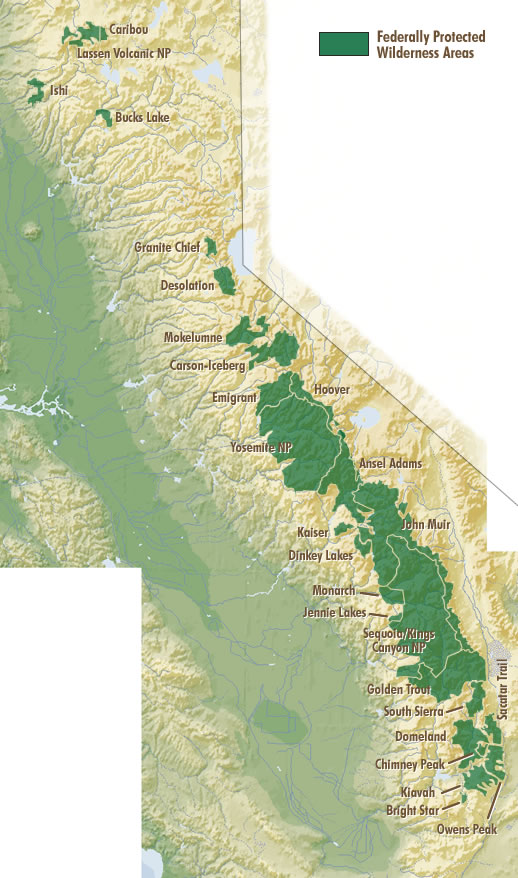 Federally Protected
Wilderness Areas
Caribou
Lassen Volcanic NP
Ishi
Bucks Lake
Granite Chief
Desolation
Mokelumne
Carson-Iceberg
Hoover
Emigrant
Yosemite NP
Ansel Adams
John Muir
Kaiser
Dinkey Lakes
Monarch
Jennie Lakes
Sequoia/Kings
Canyon NP
Golden Trout
Sacatar Trail
South Sierra
Domeland
Chimney Peak
Kiavah
Bright Star
Owens Peak